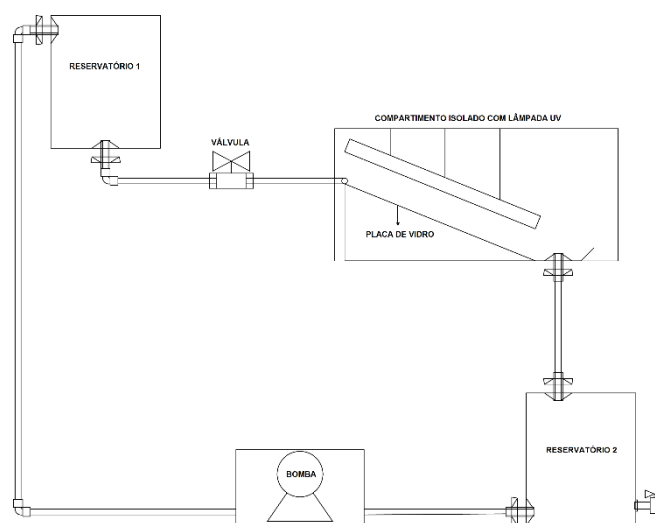 RESERVATÓRIO 1
COMPARTIMENTO ISOLADO COM LÂMPADA UV
VÁLVULA
PLACA DE VIDRO
RESERVATÓRIO 2
BOMBA